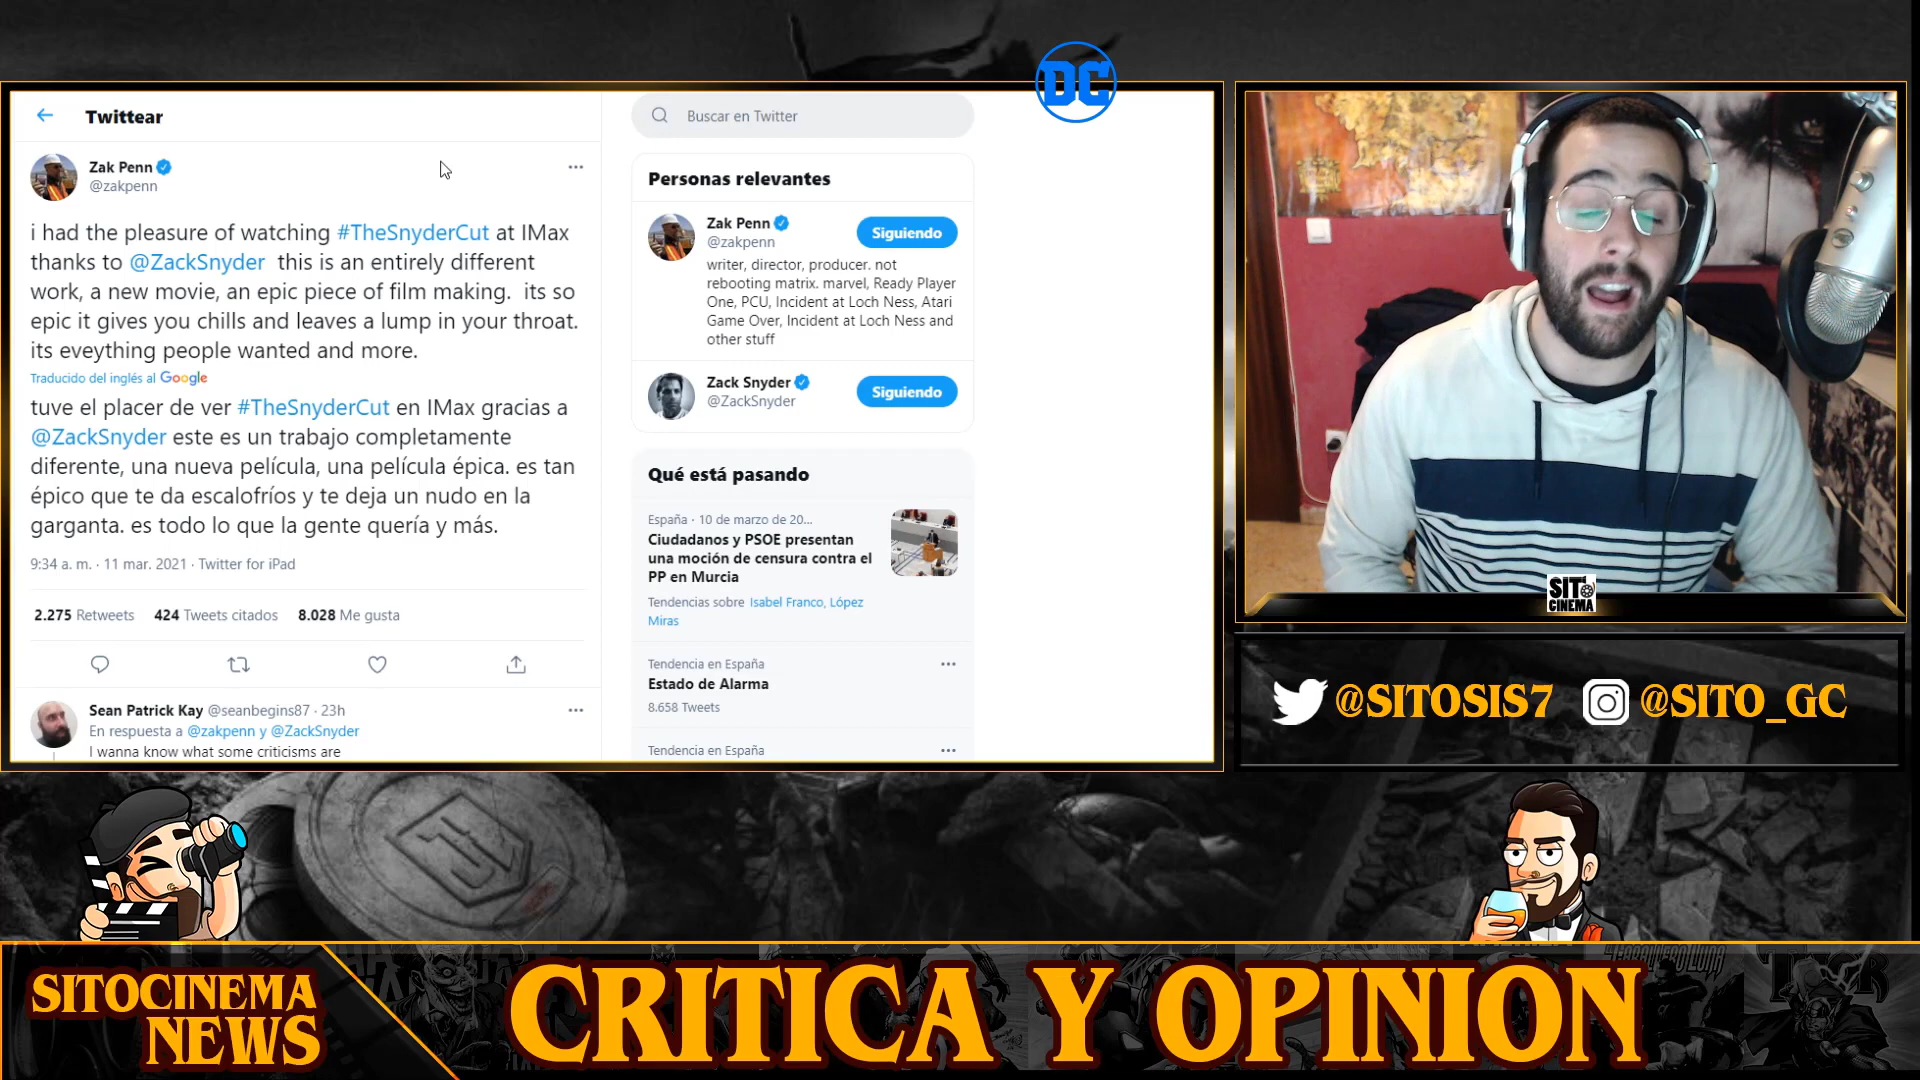 DC
Twittear
Buscar en Twitter
Zak Penn
@zakpenn
i had the pleasure of watching #TheSnyderCut at IMax
thanks to @ZackSnyder this is an entirely different
work, a new movie, an epic piece of film making. its so
epic it gives you chills and leaves a lump in your throat.
its eveything people wanted and more.
Traducido del inglés al Google
tuve el placer de ver #TheSnyderCut en IMax gracias a
@ZackSnyder este es un trabajo completamente
diferente, una nueva película, una película épica. es tan
épico que te da escalofríos y te deja un nudo en la
garganta. es todo lo que la gente quería y más.
9:34 a. m. · 11 mar. 2021 · Twitter for iPad
2.275 Retweets 424 Tweets citados 8.028 Me gusta
Sean Patrick Kay @seanbegins87 · 23h
En respuesta a @zakpenn y @ZackSnyder
I wanna know what some criticisms are
Personas relevantes
Zak Penn
@zakpenn
Siguiendo
writer, director, producer. not
rebooting matrix. marvel, Ready Player
One, PCU, Incident at Loch Ness, Atari
Game Over, Incident at Loch Ness and
other stuff
Zack Snyder
@ZackSnyder
Siguiendo
Qué está pasando
España · 10 de marzo de 20...
Ciudadanos y PSOE presentan
una moción de censura contra el
PP en Murcia
Tendencias sobre Isabel Franco, López
Miras
Tendencia en España
Estado de Alarma
8.658 Tweets
Tendencia en España
SITO
CINEMA
@SITOSIS7 @SITO_GC
SITOCINEMA
NEWS
CRITICA Y OPINION